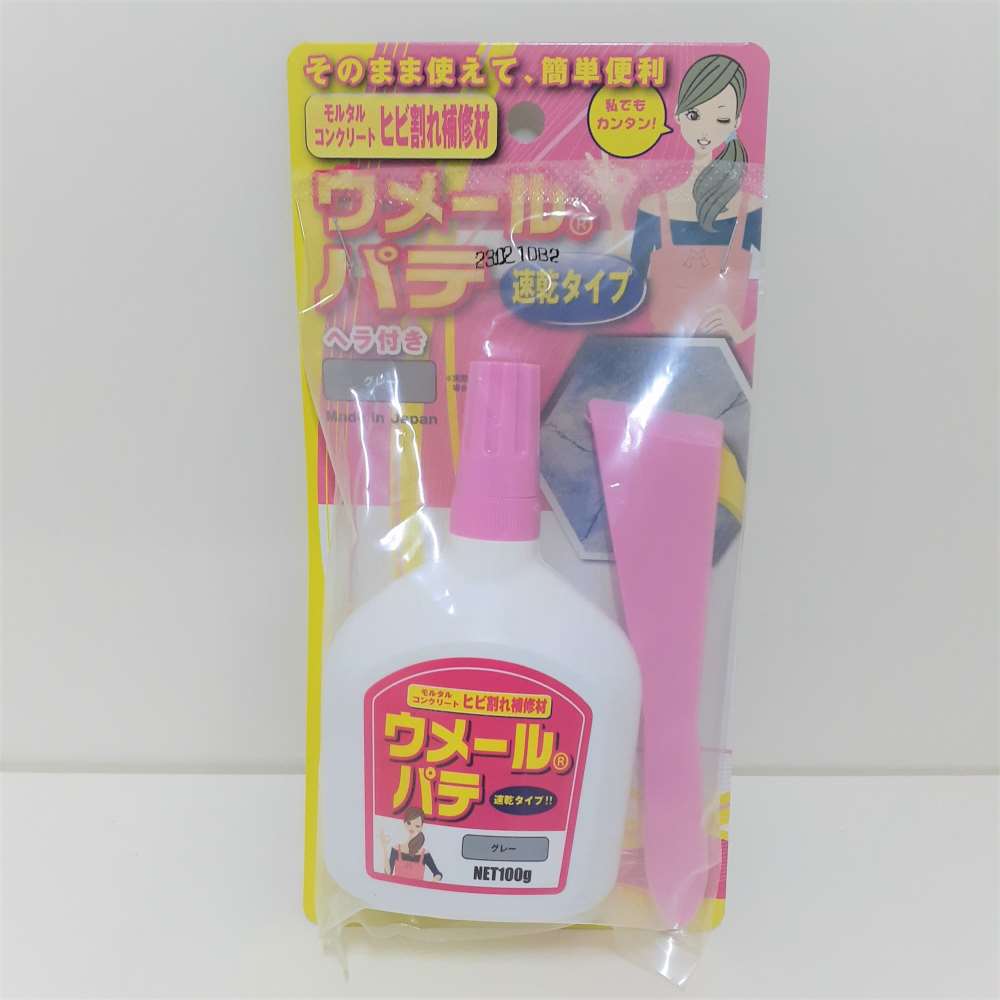 そのまま使えて、簡単便利
モルタル
コンクリート ヒビ割れ補修材
私でも
カンタン!
ウメール®
パテ
速乾タイプ
ヘラ付き
グレー
Made in Japan
モルタル
コンクリート ヒビ割れ補修材
ウメール®
パテ
速乾タイプ!!
グレー
NET100g